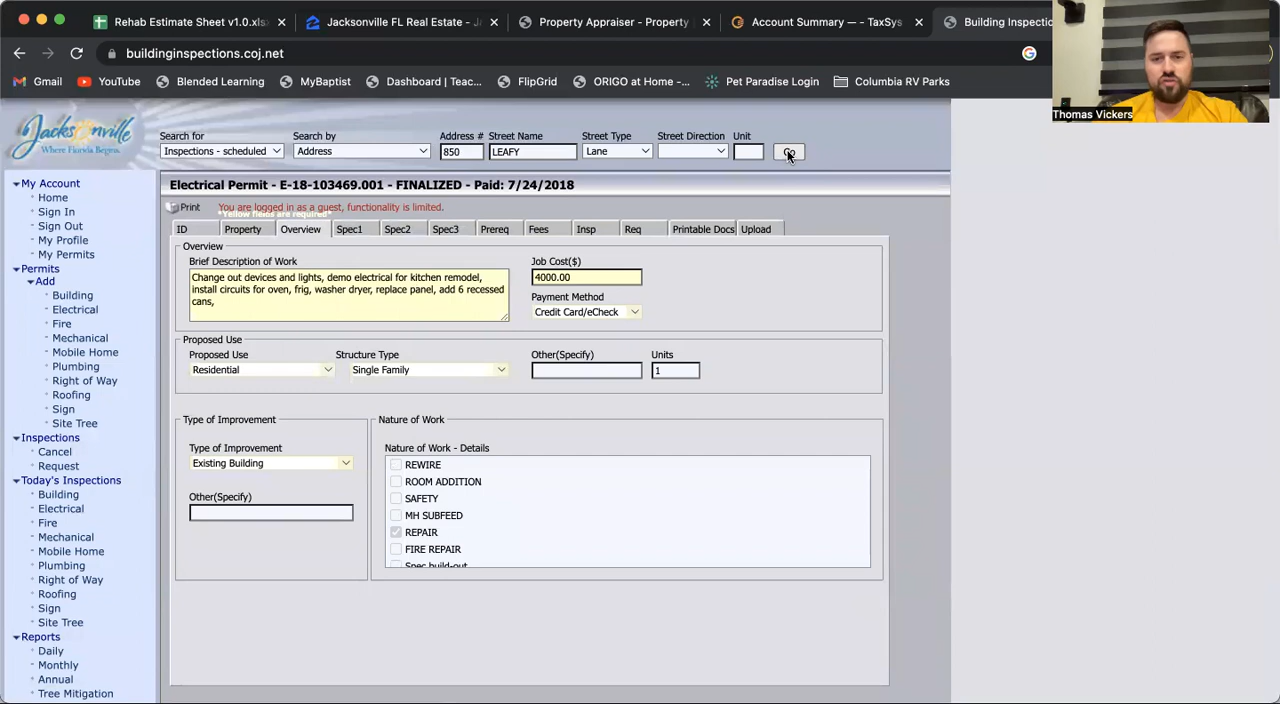 Rehab Estimate Sheet v1.0.xls
Jacksonville FL Real Estate - J
Property Appraiser - Property
Account Summary — - TaxSys
Building Inspectio
buildinginspections.coj.net
Gmail
YouTube
Blended Learning
MyBaptist
Dashboard | Teac...
FlipGrid
ORIGO at Home -...
Pet Paradise Login
Columbia RV Parks
Thomas Vickers
Jacksonville
Where Florida Begins.
Search for
Search by
Address #
Street Name
Street Type
Street Direction
Unit
Inspections - scheduled
Address
850
LEAFY
Lane
Go
Electrical Permit - E-18-103469.001 - FINALIZED - Paid: 7/24/2018
Print
You are logged in as a guest, functionality is limited.
*Yellow fields are required*
ID
Property
Overview
Spec1
Spec2
Spec3
Prereq
Fees
Insp
Req
Printable Docs
Upload
Overview
Brief Description of Work
Change out devices and lights, demo electrical for kitchen remodel,
install circuits for oven, frig, washer dryer, replace panel, add 6 recessed
cans,
Job Cost($)
4000.00
Payment Method
Credit Card/eCheck
Proposed Use
Proposed Use
Structure Type
Other(Specify)
Units
Residential
Single Family
1
Type of Improvement
Type of Improvement
Existing Building
Other(Specify)
Nature of Work
Nature of Work - Details
REWIRE
ROOM ADDITION
SAFETY
MH SUBFEED
REPAIR
FIRE REPAIR
Spec build-out
My Account
Home
Sign In
Sign Out
My Profile
My Permits
Permits
Add
Building
Electrical
Fire
Mechanical
Mobile Home
Plumbing
Right of Way
Roofing
Sign
Site Tree
Inspections
Cancel
Request
Today's Inspections
Building
Electrical
Fire
Mechanical
Mobile Home
Plumbing
Right of Way
Roofing
Sign
Site Tree
Reports
Daily
Monthly
Annual
Tree Mitigation